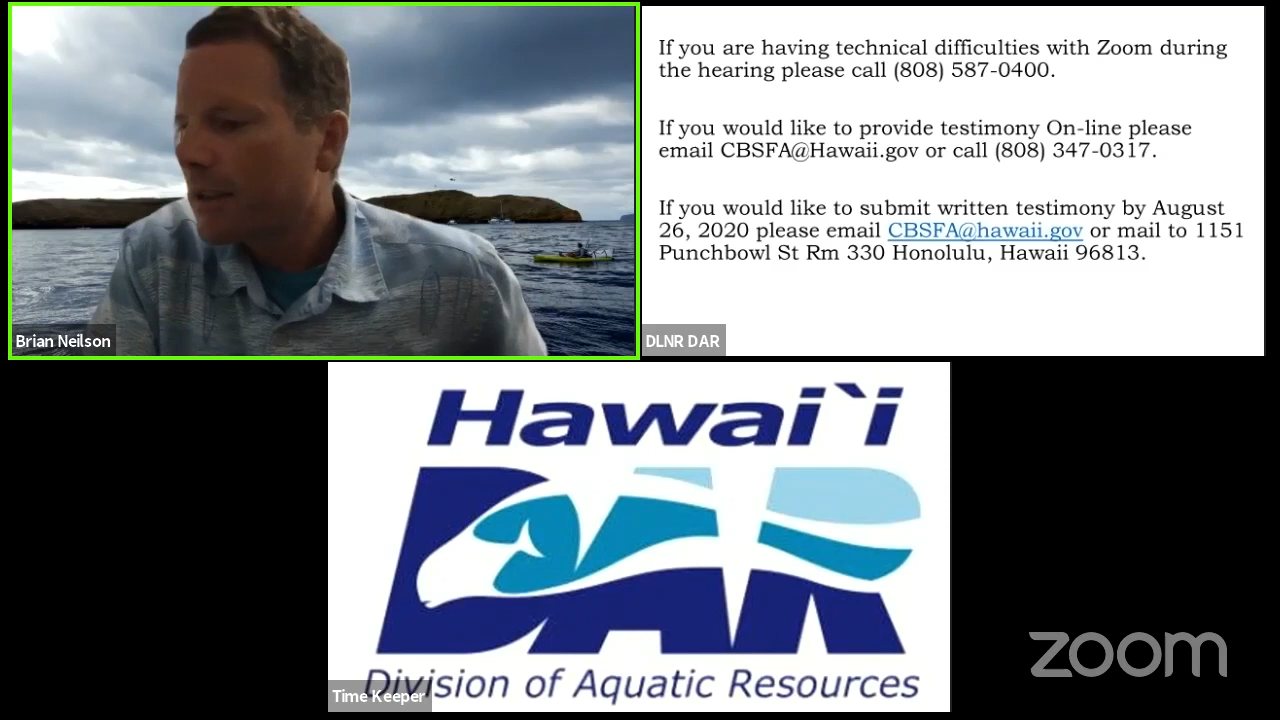 Brian Neilson
If you are having technical difficulties with Zoom during
the hearing please call (808) 587-0400.
If you would like to provide testimony On-line please
email CBSFA@Hawaii.gov or call (808) 347-0317.
If you would like to submit written testimony by August
26, 2020 please email CBSFA@hawaii.gov or mail to 1151
Punchbowl St Rm 330 Honolulu, Hawaii 96813.
DLNR DAR
Hawai`i
DAR
Division of Aquatic Resources
Time Keeper
zoom